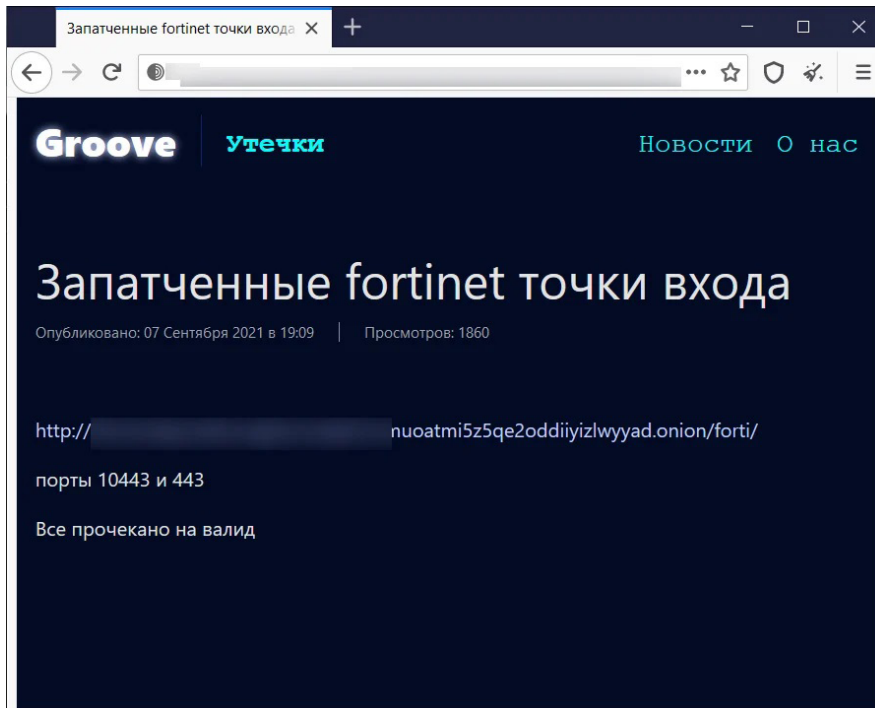 Запатченные fortinet точки входа
Groove
Утечки
Новости О нас
Запатченные fortinet точки входа
Опубликовано: 07 Сентября 2021 в 19:09 | Просмотров: 1860
http:// muoatmi5z5qe2oddiiyizlwyyad.onion/forti/
порты 10443 и 443
Все прочекано на валид